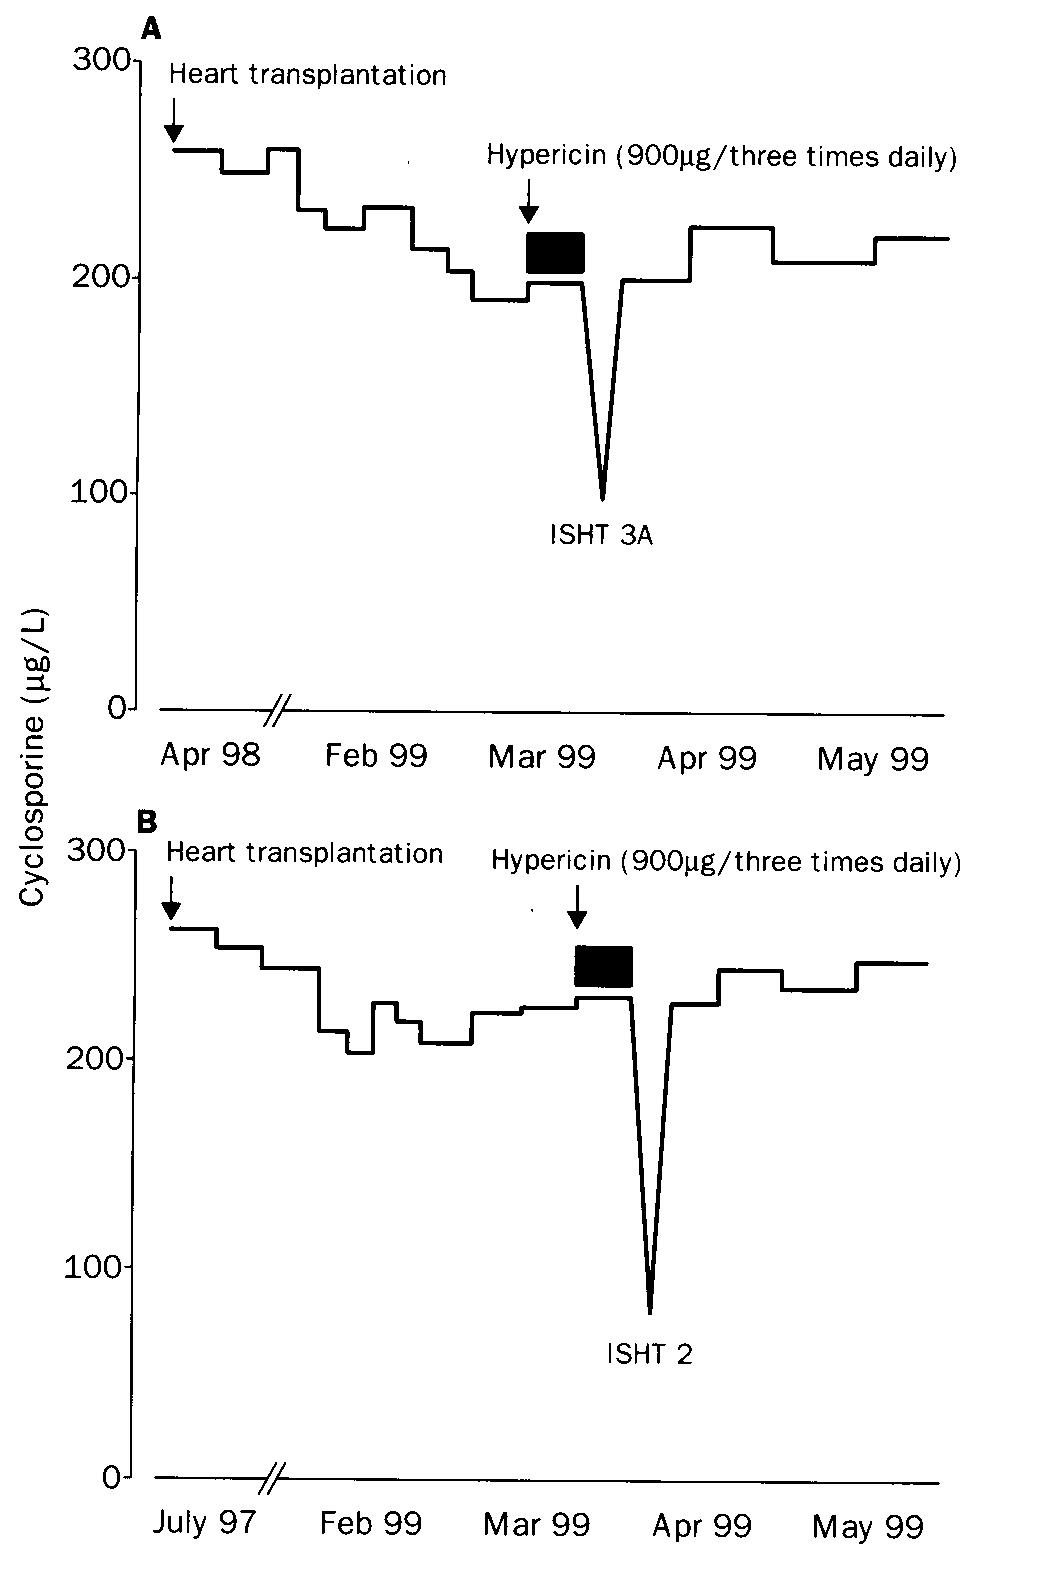 A
300
Heart transplantation
Hypericin (900µg/three times daily)
200
100
ISHT 3A
0
Apr 98
Feb 99
Mar 99
Apr 99
May 99
Cyclosporine (µg/L)
B
300
Heart transplantation
Hypericin (900µg/three times daily)
200
100
ISHT 2
0
July 97
Feb 99
Mar 99
Apr 99
May 99